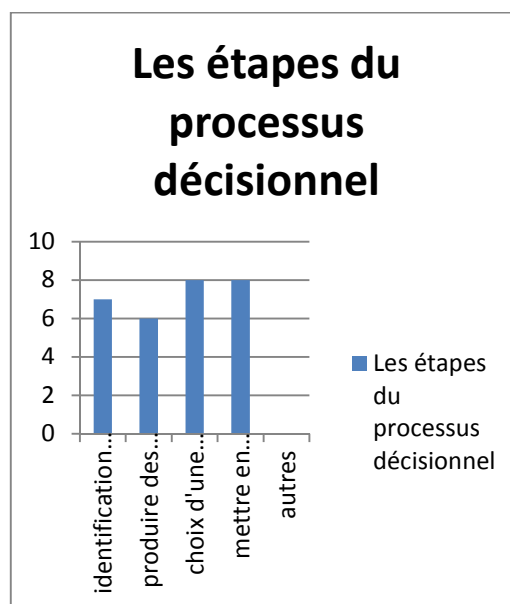 Les étapes du
processus
décisionnel
10
8
6
4
2
0
identification...
produire des...
choix d'une...
mettre en...
autres
Les étapes
du
processus
décisionnel